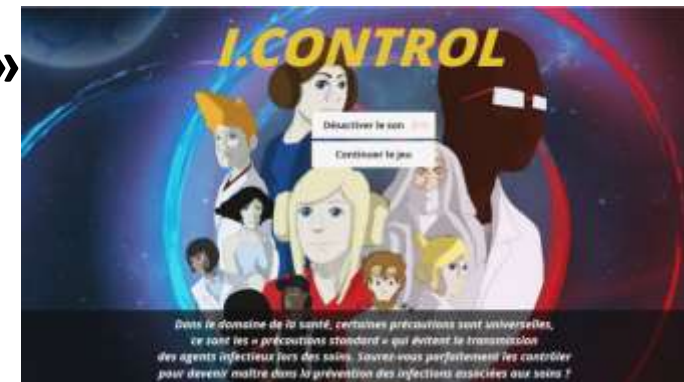 »
I.CONTROL
Désactiver le son
Continuer le jeu
Dans le domaine de la santé, certaines précautions sont universelles,
ce sont les « précautions standard » qui évitent la transmission
des agents infectieux lors des soins. Saurez-vous parfaitement les contrôler
pour devenir maître dans la prévention des infections associées aux soins ?